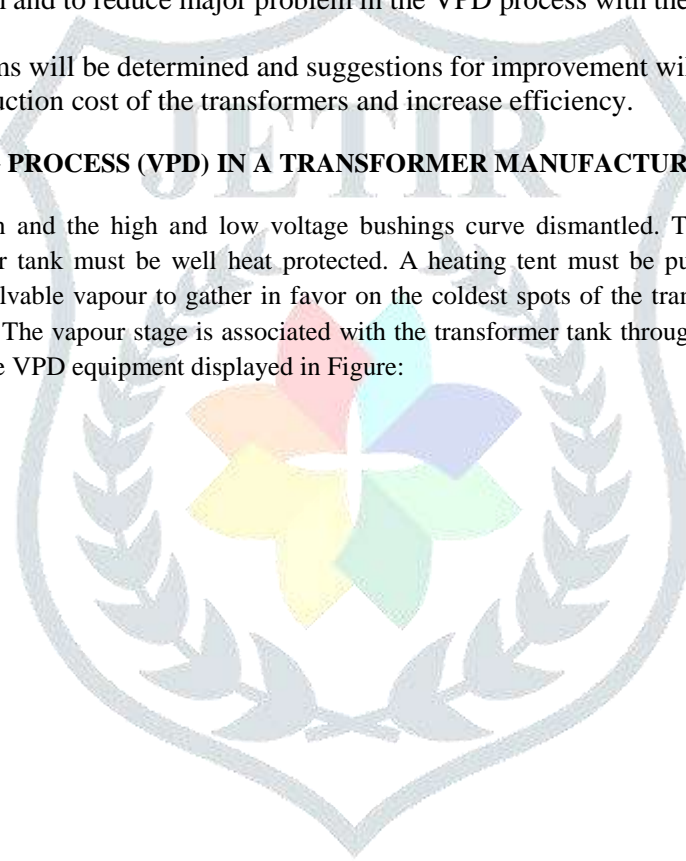 and to reduce major problem in the VPD process with the
ns will be determined and suggestions for improvement wil
uction cost of the transformers and increase efficiency.
JETIR
PROCESS (VPD) IN A TRANSFORMER MANUFACTUR
n and the high and low voltage bushings curve dismantled. T
r tank must be well heat protected. A heating tent must be pu
lvable vapour to gather in favor on the coldest spots of the tran
The vapour stage is associated with the transformer tank throug
e VPD equipment displayed in Figure: